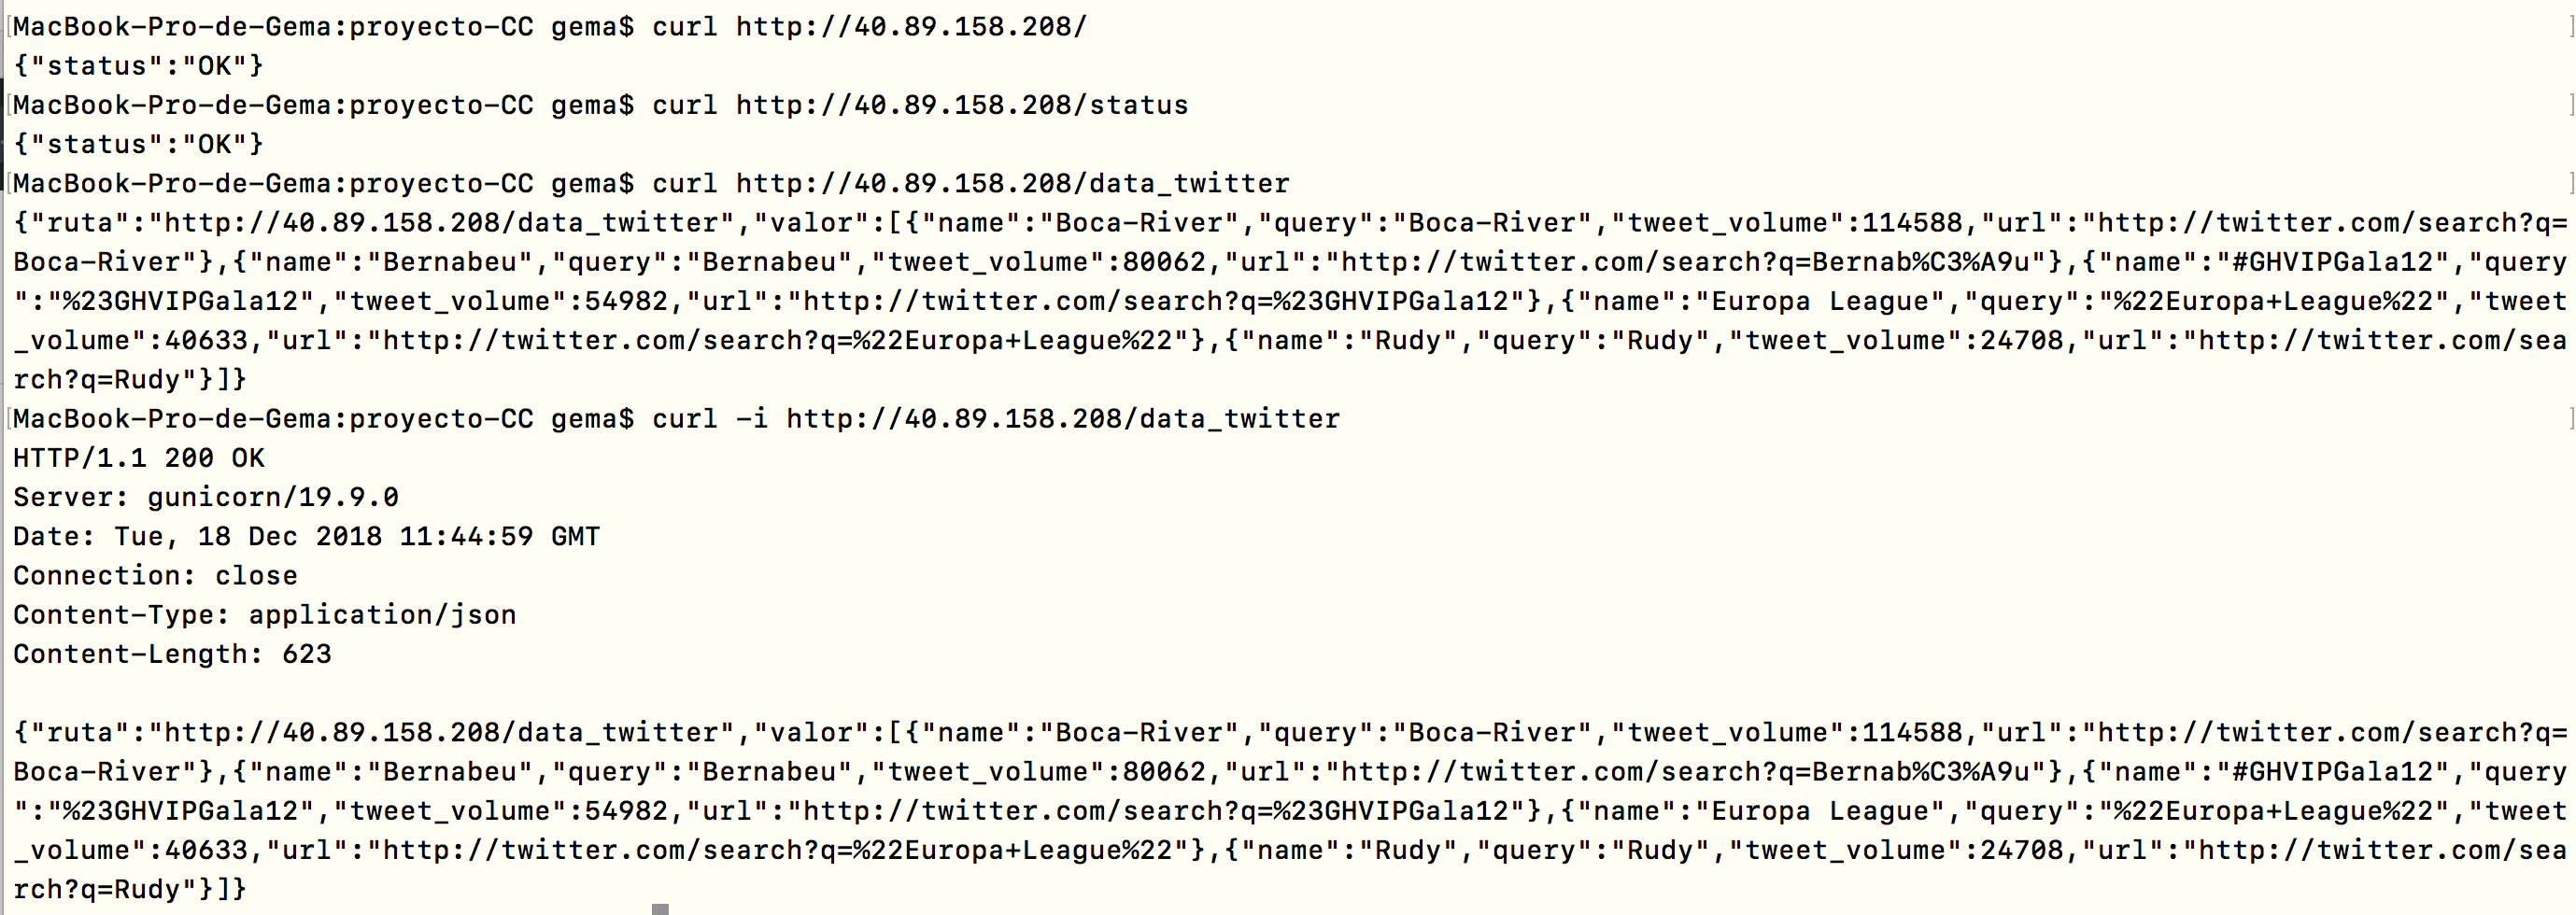 MacBook-Pro-de-Gema:proyecto-CC gema$ curl http://40.89.158.208/
{"status":"OK"}
MacBook-Pro-de-Gema:proyecto-CC gema$ curl http://40.89.158.208/status
{"status":"OK"}
MacBook-Pro-de-Gema:proyecto-CC gema$ curl http://40.89.158.208/data_twitter
{"ruta":"http://40.89.158.208/data_twitter","valor":[{"name":"Boca-River","query":"Boca-River","tweet_volume":114588,"url":"http://twitter.com/search?q=
Boca-River"},{"name":"Bernabeu","query":"Bernabeu","tweet_volume":80062,"url":"http://twitter.com/search?q=Bernab%C3%A9u"},{"name":"#GHVIPGala12","query
":"%23GHVIPGala12","tweet_volume":54982,"url":"http://twitter.com/search?q=%23GHVIPGala12"},{"name":"Europa League","query":"%22Europa+League%22","tweet
_volume":40633,"url":"http://twitter.com/search?q=%22Europa+League%22"},{"name":"Rudy","query":"Rudy","tweet_volume":24708,"url":"http://twitter.com/sea
rch?q=Rudy"}]}
MacBook-Pro-de-Gema:proyecto-CC gema$ curl -i http://40.89.158.208/data_twitter
HTTP/1.1 200 OK
Server: gunicorn/19.9.0
Date: Tue, 18 Dec 2018 11:44:59 GMT
Connection: close
Content-Type: application/json
Content-Length: 623

{"ruta":"http://40.89.158.208/data_twitter","valor":[{"name":"Boca-River","query":"Boca-River","tweet_volume":114588,"url":"http://twitter.com/search?q=
Boca-River"},{"name":"Bernabeu","query":"Bernabeu","tweet_volume":80062,"url":"http://twitter.com/search?q=Bernab%C3%A9u"},{"name":"#GHVIPGala12","query
":"%23GHVIPGala12","tweet_volume":54982,"url":"http://twitter.com/search?q=%23GHVIPGala12"},{"name":"Europa League","query":"%22Europa+League%22","tweet
_volume":40633,"url":"http://twitter.com/search?q=%22Europa+League%22"},{"name":"Rudy","query":"Rudy","tweet_volume":24708,"url":"http://twitter.com/sea
rch?q=Rudy"}]}